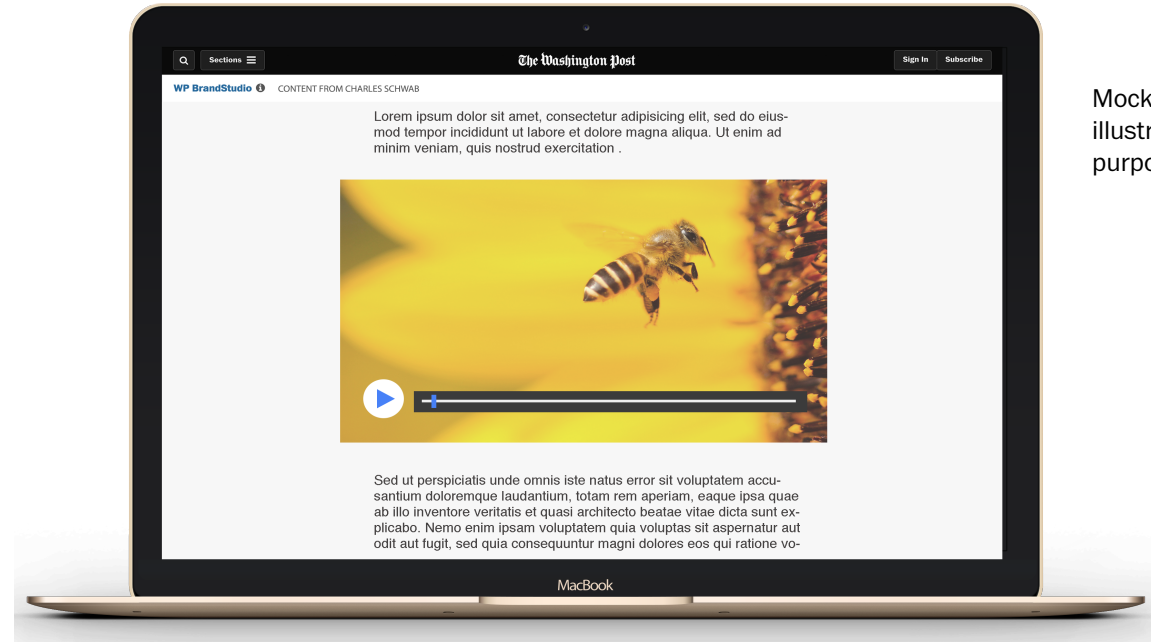 Sections
The Washington Post
Sign In
Subscribe
WP BrandStudio
CONTENT FROM CHARLES SCHWAB
Lorem ipsum dolor sit amet, consectetur adipisicing elit, sed do eius-
mod tempor incididunt ut labore et dolore magna aliqua. Ut enim ad
minim veniam, quis nostrud exercitation .
Sed ut perspiciatis unde omnis iste natus error sit voluptatem accu-
santium doloremque laudantium, totam rem aperiam, eaque ipsa quae
ab illo inventore veritatis et quasi architecto beatae vitae dicta sunt ex-
plicabo. Nemo enim ipsam voluptatem quia voluptas sit aspernatur aut
odit aut fugit, sed quia consequuntur magni dolores eos qui ratione vo-
MacBook
Mock
illustr
purpo